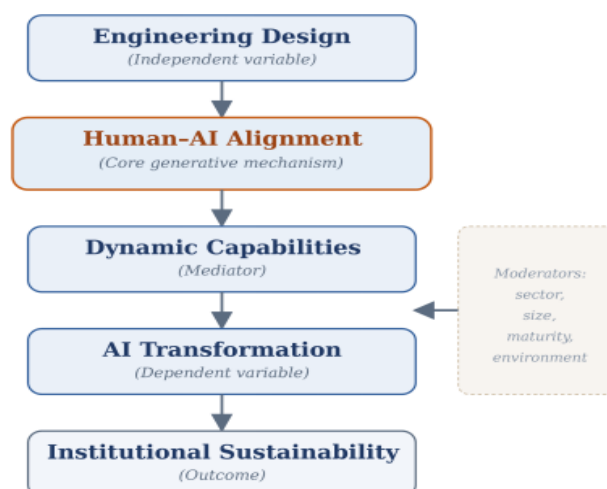 Engineering Design
(Independent variable)
Human–AI Alignment
(Core generative mechanism)
Dynamic Capabilities
(Mediator)
Moderators:
sector,
size,
maturity,
environment
AI Transformation
(Dependent variable)
Institutional Sustainability
(Outcome)